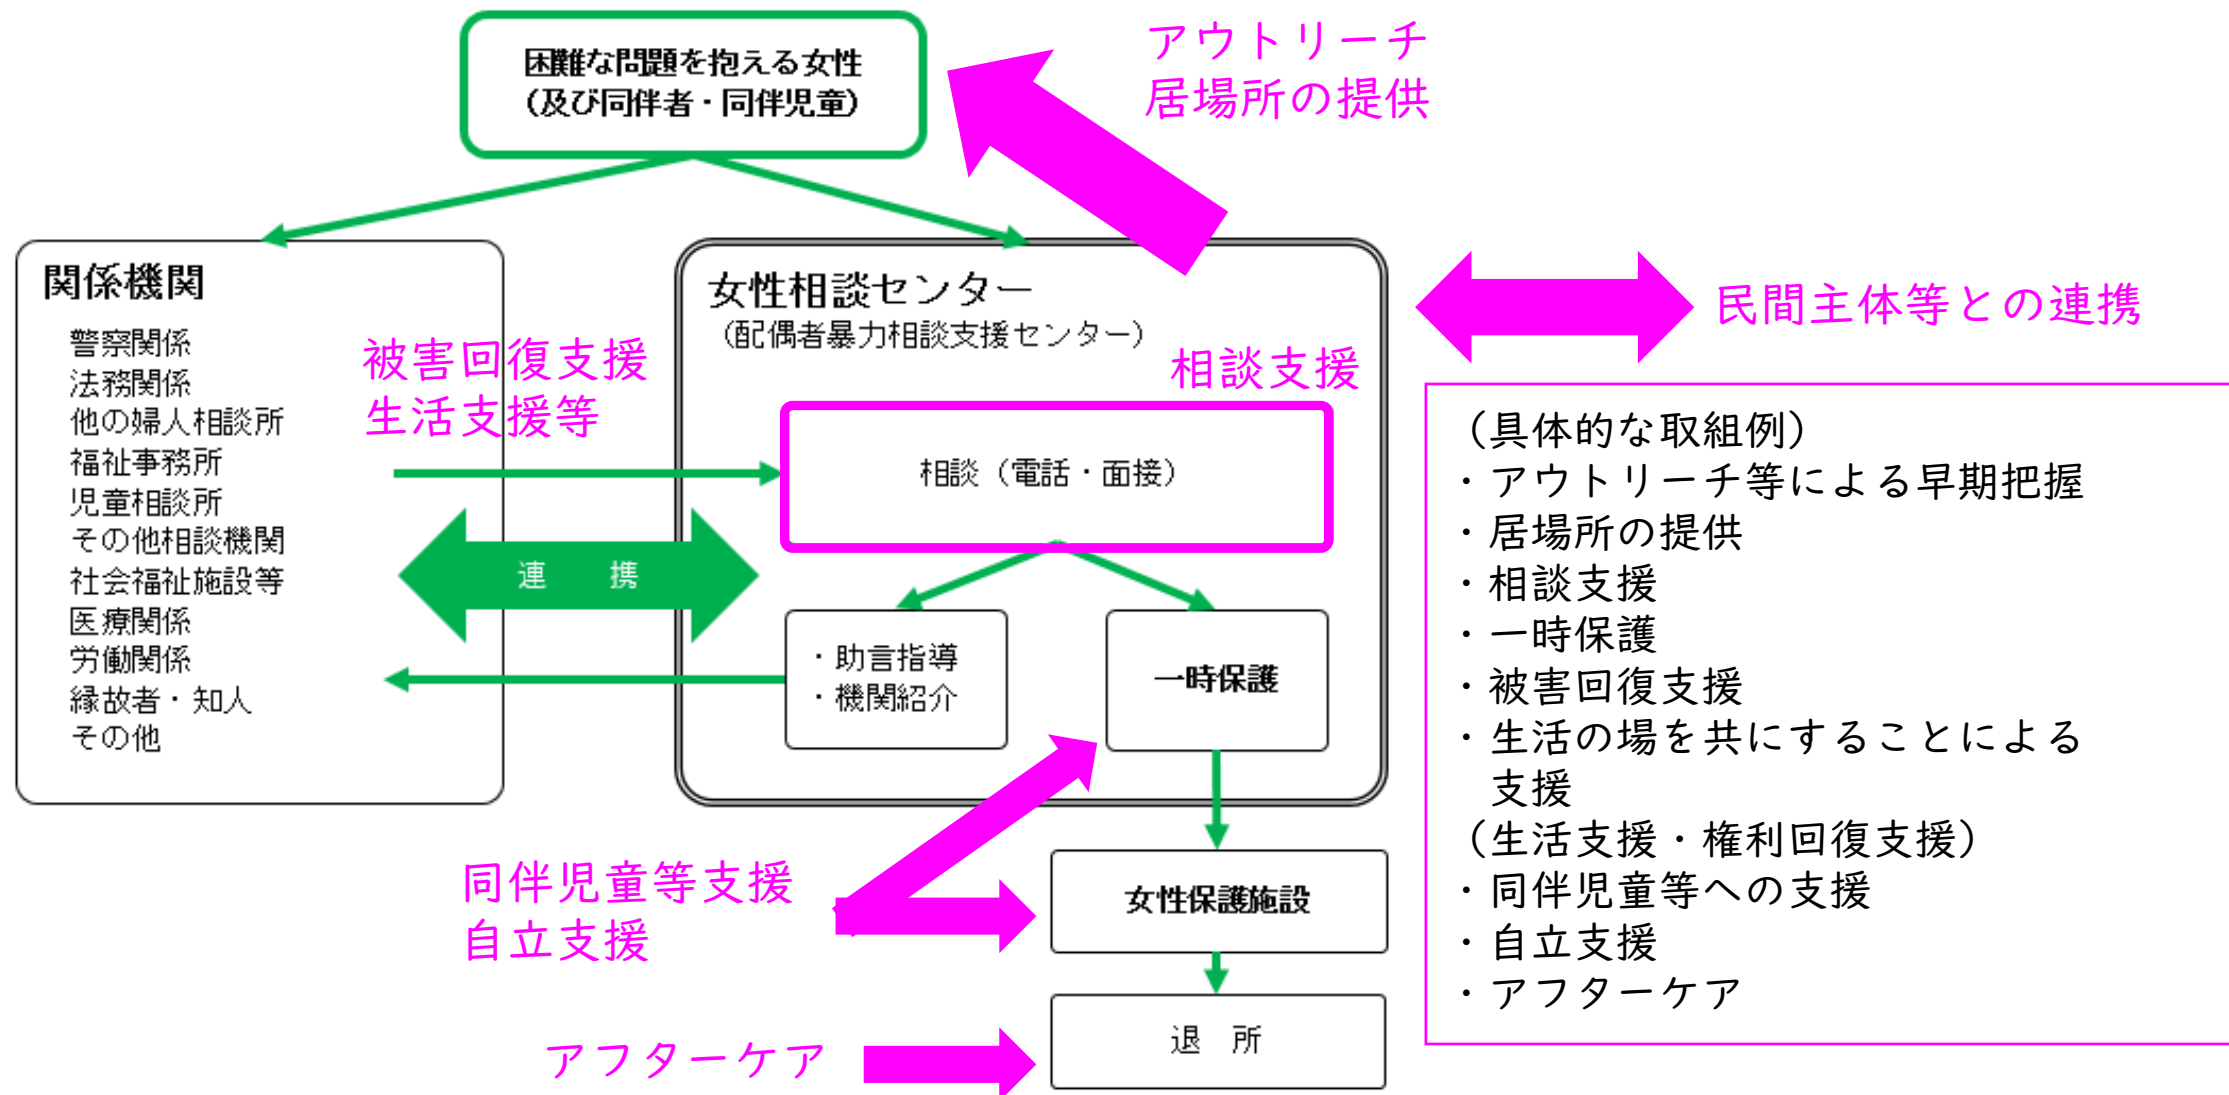 困難な問題を抱える女性
（及び同伴者・同伴児童）
アウトリーチ
居場所の提供
関係機関
警察関係
法務関係
他の婦人相談所
福祉事務所
児童相談所
その他相談機関
社会福祉施設等
医療関係
労働関係
縁故者・知人
その他
被害回復支援
生活支援等
連　携
女性相談センター
（配偶者暴力相談支援センター）
相談支援
相談（電話・面接）
・助言指導
・機関紹介
一時保護
民間主体等との連携
（具体的な取組例）
・アウトリーチ等による早期把握
・居場所の提供
・相談支援
・一時保護
・被害回復支援
・生活の場を共にすることによる
支援
（生活支援・権利回復支援）
・同伴児童等への支援
・自立支援
・アフターケア
同伴児童等支援
自立支援
女性保護施設
アフターケア
退　所